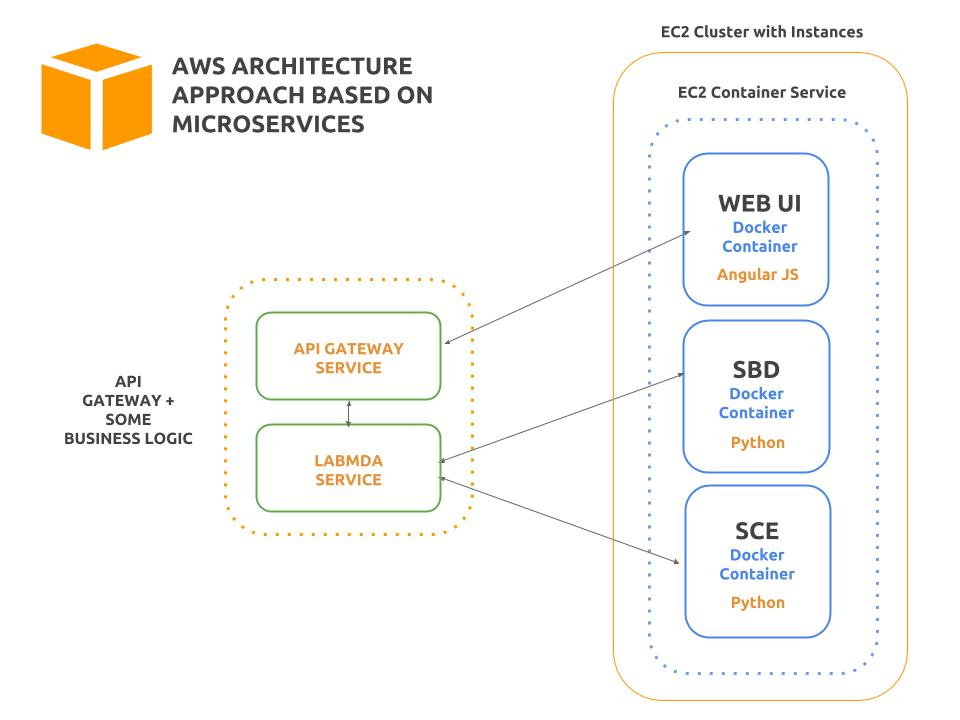 AWS ARCHITECTURE
APPROACH BASED ON
MICROSERVICES
EC2 Cluster with Instances
EC2 Container Service
WEB UI
Docker
Container
Angular JS
API GATEWAY
SERVICE
SBD
Docker
Container
Python
API
GATEWAY +
SOME
BUSINESS LOGIC
LABMDA
SERVICE
SCE
Docker
Container
Python